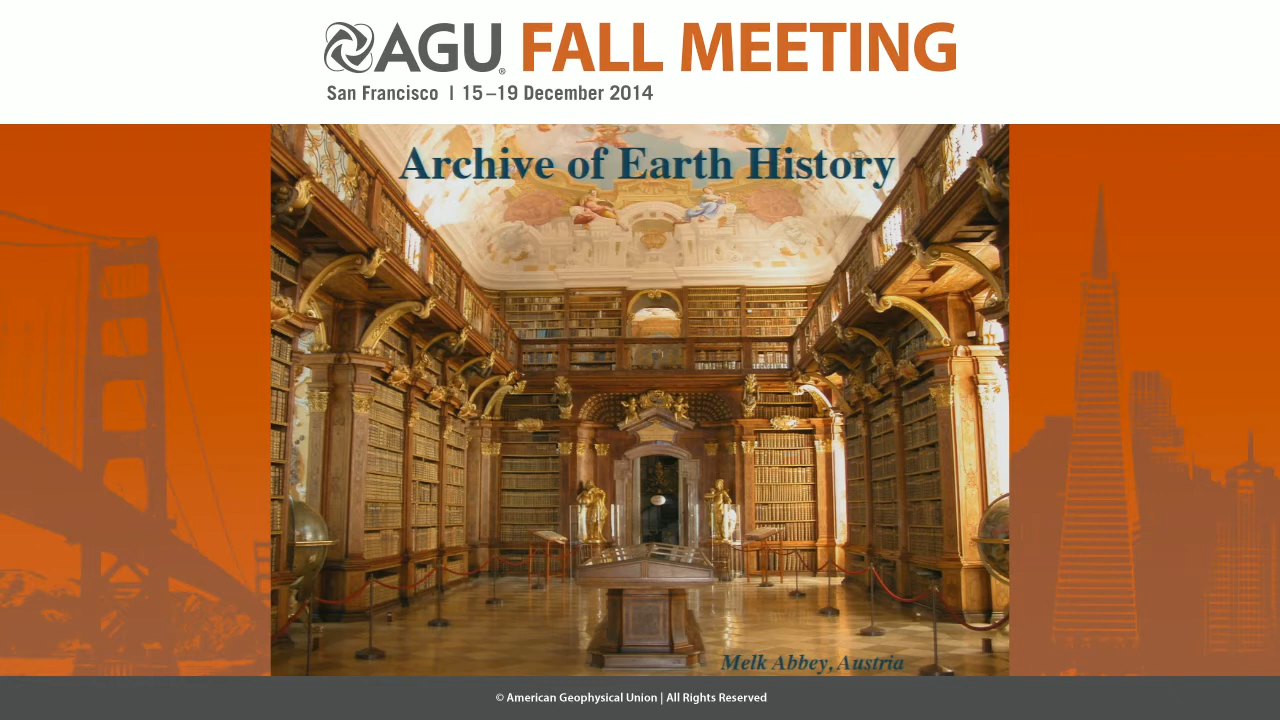 AGU® FALL MEETING
San Francisco | 15–19 December 2014
Archive of Earth History
Melk Abbey, Austria
© American Geophysical Union | All Rights Reserved